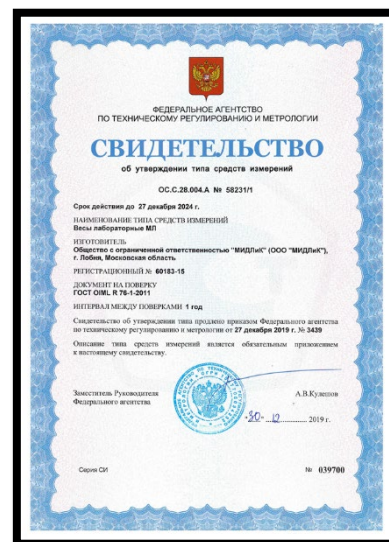 ФЕДЕРАЛЬНОЕ АГЕНТСТВО
ПО ТЕХНИЧЕСКОМУ РЕГУЛИРОВАНИЮ И МЕТРОЛОГИИ
СВИДЕТЕЛЬСТВО
об утверждении типа средств измерений
ОС.С.28.004.А № 58231/1
Срок действия до 27 декабря 2024 г.
НАИМЕНОВАНИЕ ТИПА СРЕДСТВ ИЗМЕРЕНИЙ
Весы лабораторные МЛ
ИЗГОТОВИТЕЛЬ
Общество с ограниченной ответственностью "МИДЛиК" (ООО "МИДЛиК"),
г. Лобня, Московская область
РЕГИСТРАЦИОННЫЙ № 60183-15
ДОКУМЕНТ НА ПОВЕРКУ
ГОСТ OIML R 76-1-2011
ИНТЕРВАЛ МЕЖДУ ПОВЕРКАМИ 1 год
Свидетельство об утверждении типа продлено приказом Федерального агентства
по техническому регулированию и метрологии от 27 декабря 2019 г. № 3439
Описание типа средств измерений является обязательным приложением
к настоящему свидетельству.
Заместитель Руководителя
Федерального агентства
А.В.Кулешов
"30" 12 2019 г.
Серия СИ
№ 039700